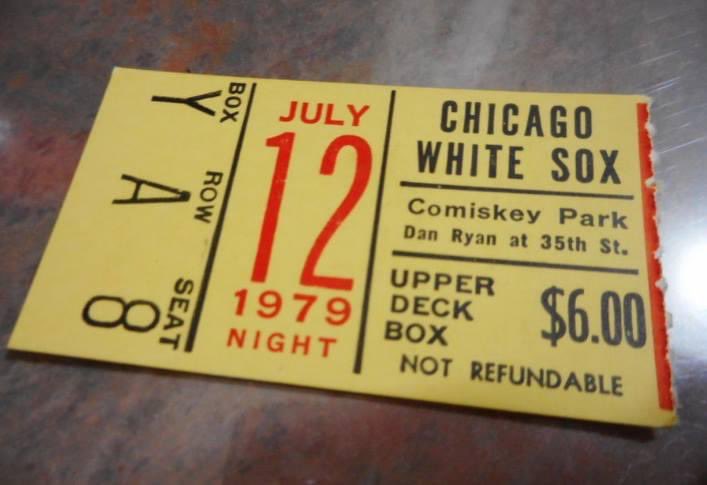 BOX
Y
ROW
A
SEAT
8
JULY
12
1979
NIGHT
CHICAGO
WHITE SOX
Comiskey Park
Dan Ryan at 35th St.
UPPER
DECK
BOX
$6.00
NOT REFUNDABLE